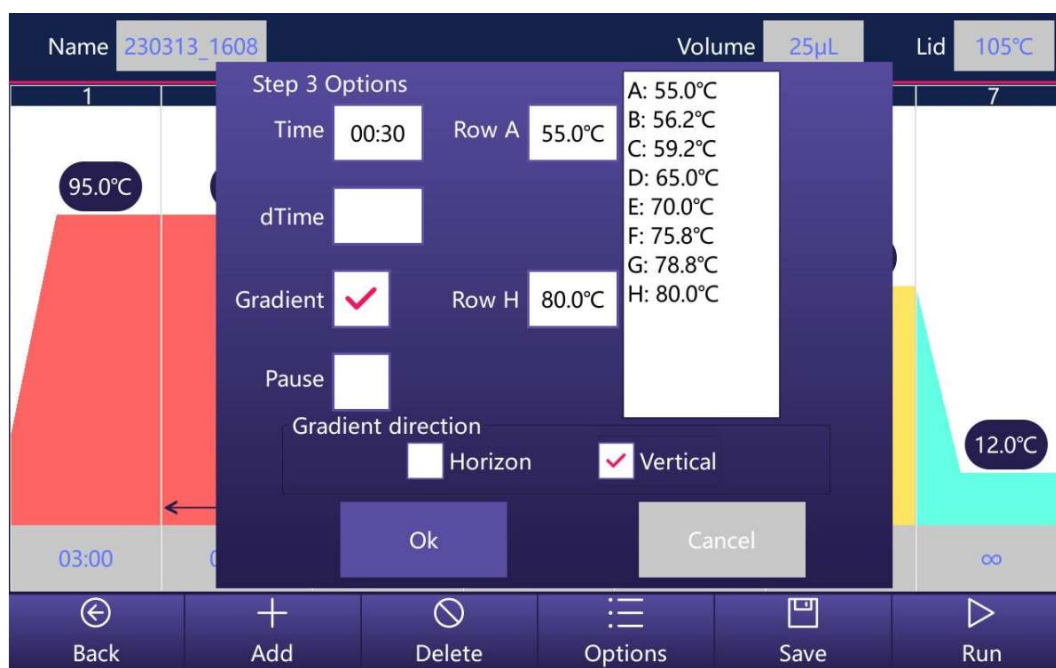 Name 230313_1608 Volume 25µL Lid 105℃
1 7
Step 3 Options
Time 00:30 Row A 55.0℃
dTime
Gradient Row H 80.0℃
Pause
A: 55.0℃
B: 56.2℃
C: 59.2℃
D: 65.0℃
E: 70.0℃
F: 75.8℃
G: 78.8℃
H: 80.0℃
Gradient direction
Horizon Vertical
Ok Cancel
95.0℃
12.0℃
03:00 ∞
Back Add Delete Options Save Run